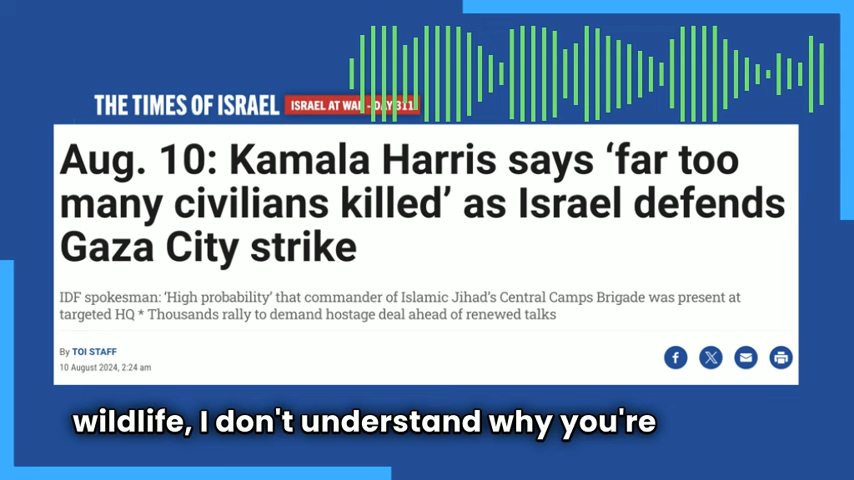 THE TIMES OF ISRAEL ISRAEL AT WAR - DAY 311
Aug. 10: Kamala Harris says ‘far too
many civilians killed’ as Israel defends
Gaza City strike
IDF spokesman: ‘High probability’ that commander of Islamic Jihad’s Central Camps Brigade was present at
targeted HQ * Thousands rally to demand hostage deal ahead of renewed talks
By TOI STAFF
10 August 2024, 2:24 am
wildlife, I don't understand why you're